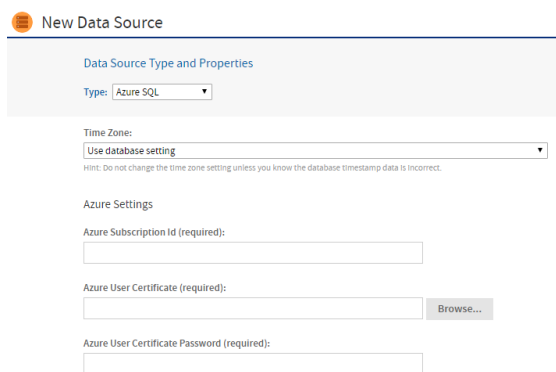 New Data Source
Data Source Type and Properties
Type: Azure SQL
Time Zone:
Use database setting
Hint: Do not change the time zone setting unless you know the database timestamp data is incorrect.
Azure Settings
Azure Subscription Id (required):
Azure User Certificate (required):
Browse...
Azure User Certificate Password (required):